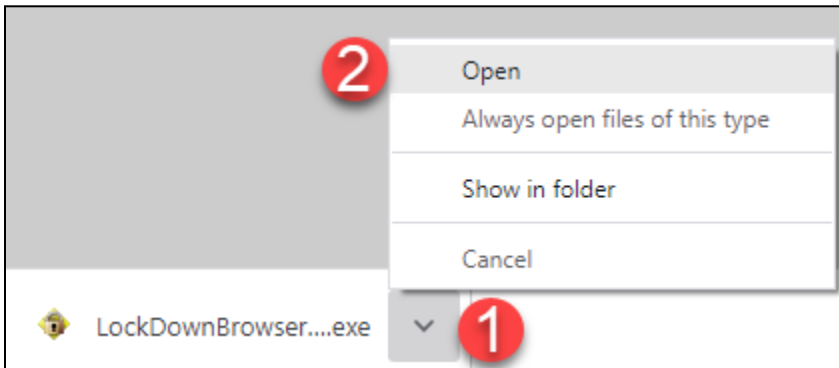 2
Open
Always open files of this type
Show in folder
Cancel
LockDownBrowser....exe
1